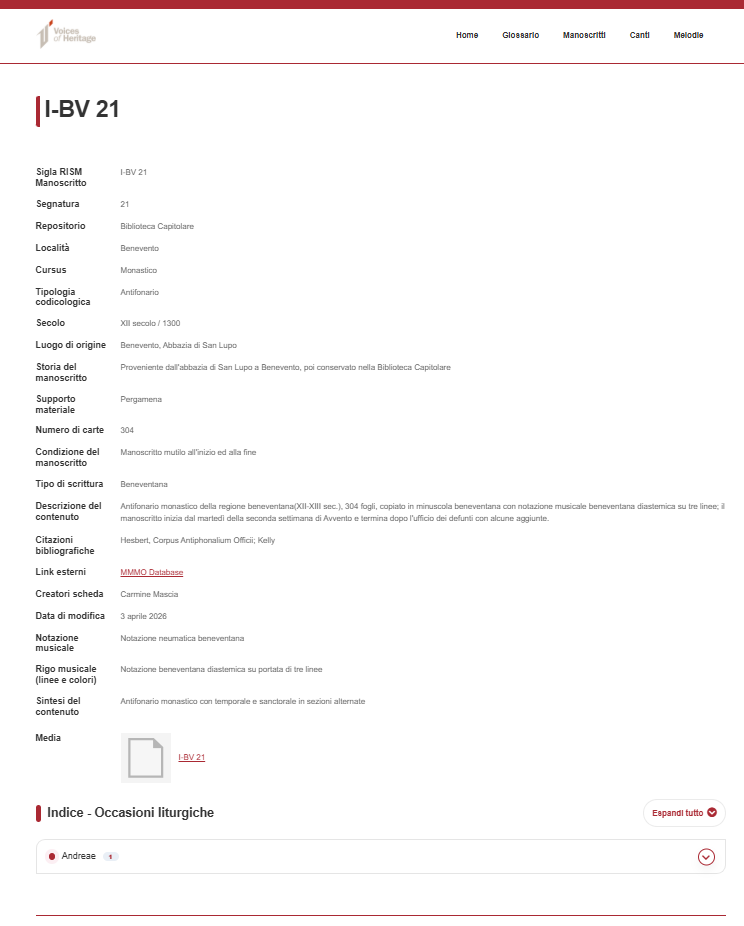 Voices
of Heritage
Home Glossario Manoscritti Canti Melodie
I-BV 21
Sigla RISM
Manoscritto
I-BV 21
Segnatura
21
Repositorio
Biblioteca Capitolare
Località
Benevento
Cursus
Monastico
Tipologia
codicologica
Antifonario
Secolo
XII secolo / 1300
Luogo di origine
Benevento, Abbazia di San Lupo
Storia del
manoscritto
Proveniente dall'abbazia di San Lupo a Benevento, poi conservato nella Biblioteca Capitolare
Supporto
materiale
Pergamena
Numero di carte
304
Condizione del
manoscritto
Manoscritto mutilo all'inizio ed alla fine
Tipo di scrittura
Beneventana
Descrizione del
contenuto
Antifonario monastico della regione beneventana(XII-XIII sec.), 304 fogli, copiato in minuscola beneventana con notazione musicale beneventana diastemica su tre linee; il
manoscritto inizia dal martedì della seconda settimana di Avvento e termina dopo l'ufficio dei defunti con alcune aggiunte.
Citazioni
bibliografiche
Hesbert, Corpus Antiphonalium Officii; Kelly
Link esterni
MMMO Database
Creatori scheda
Carmine Mascia
Data di modifica
3 aprile 2026
Notazione
musicale
Notazione neumatica beneventana
Rigo musicale
(linee e colori)
Notazione beneventana diastemica su portata di tre linee
Sintesi del
contenuto
Antifonario monastico con temporale e sanctorale in sezioni alternate
Media
I-BV 21
Indice - Occasioni liturgiche
Espandi tutto
Andreae 1